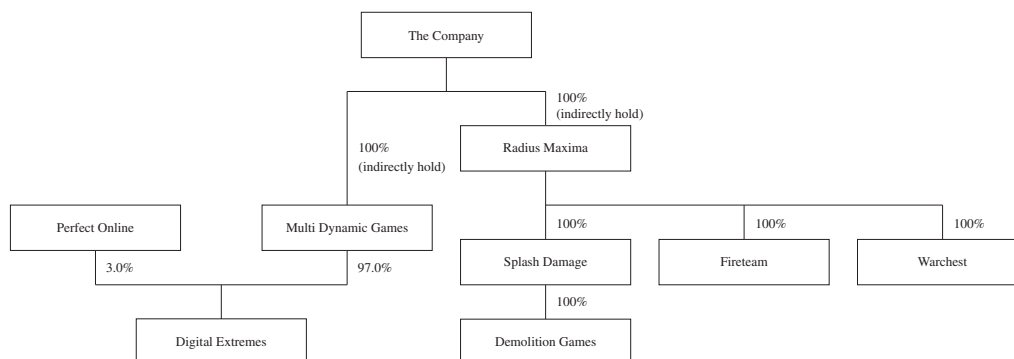 The Company
100%
(indirectly hold)
Radius Maxima
100%
(indirectly hold)
Perfect Online
Multi Dynamic Games
100%
100%
100%
Splash Damage
Fireteam
Warchest
3.0%
97.0%
100%
Digital Extremes
Demolition Games